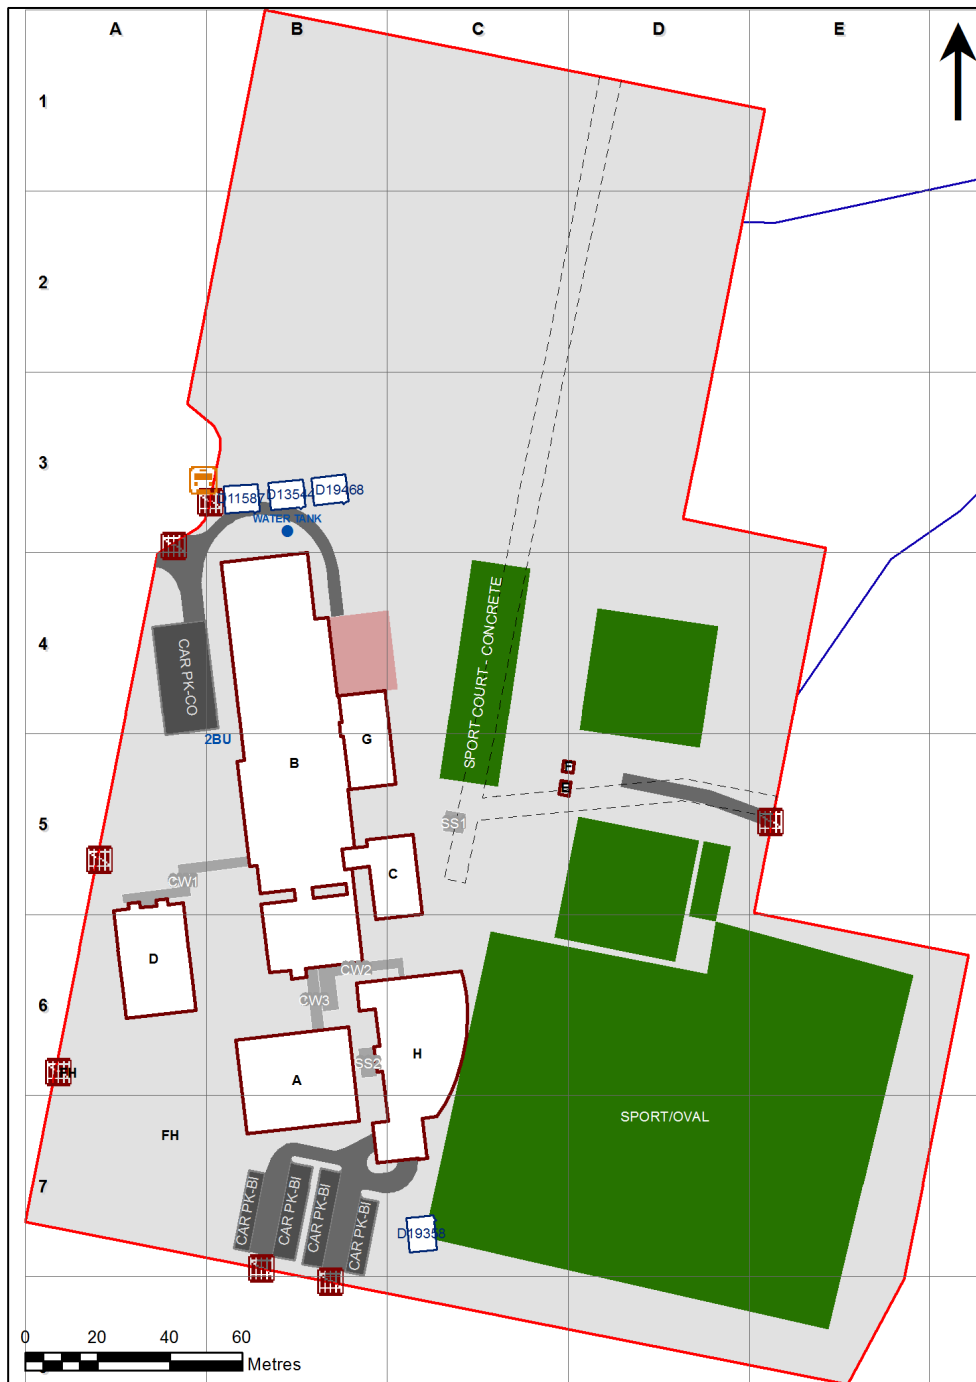 A B C D E
1
2
3
D11587 D13544 D19468
WATER TANK
4
CAR PK-CO
SPORT COURT - CONCRETE
2BU
G
B
F
E
5
SS1
C
CW1
D
CW2
6
CW3
H
SS2
FH
A
SPORT/OVAL
FH
7
CAR PK-BI
CAR PK-BI
CAR PK-BI
CAR PK-BI
D19358
0 20 40 60
Metres